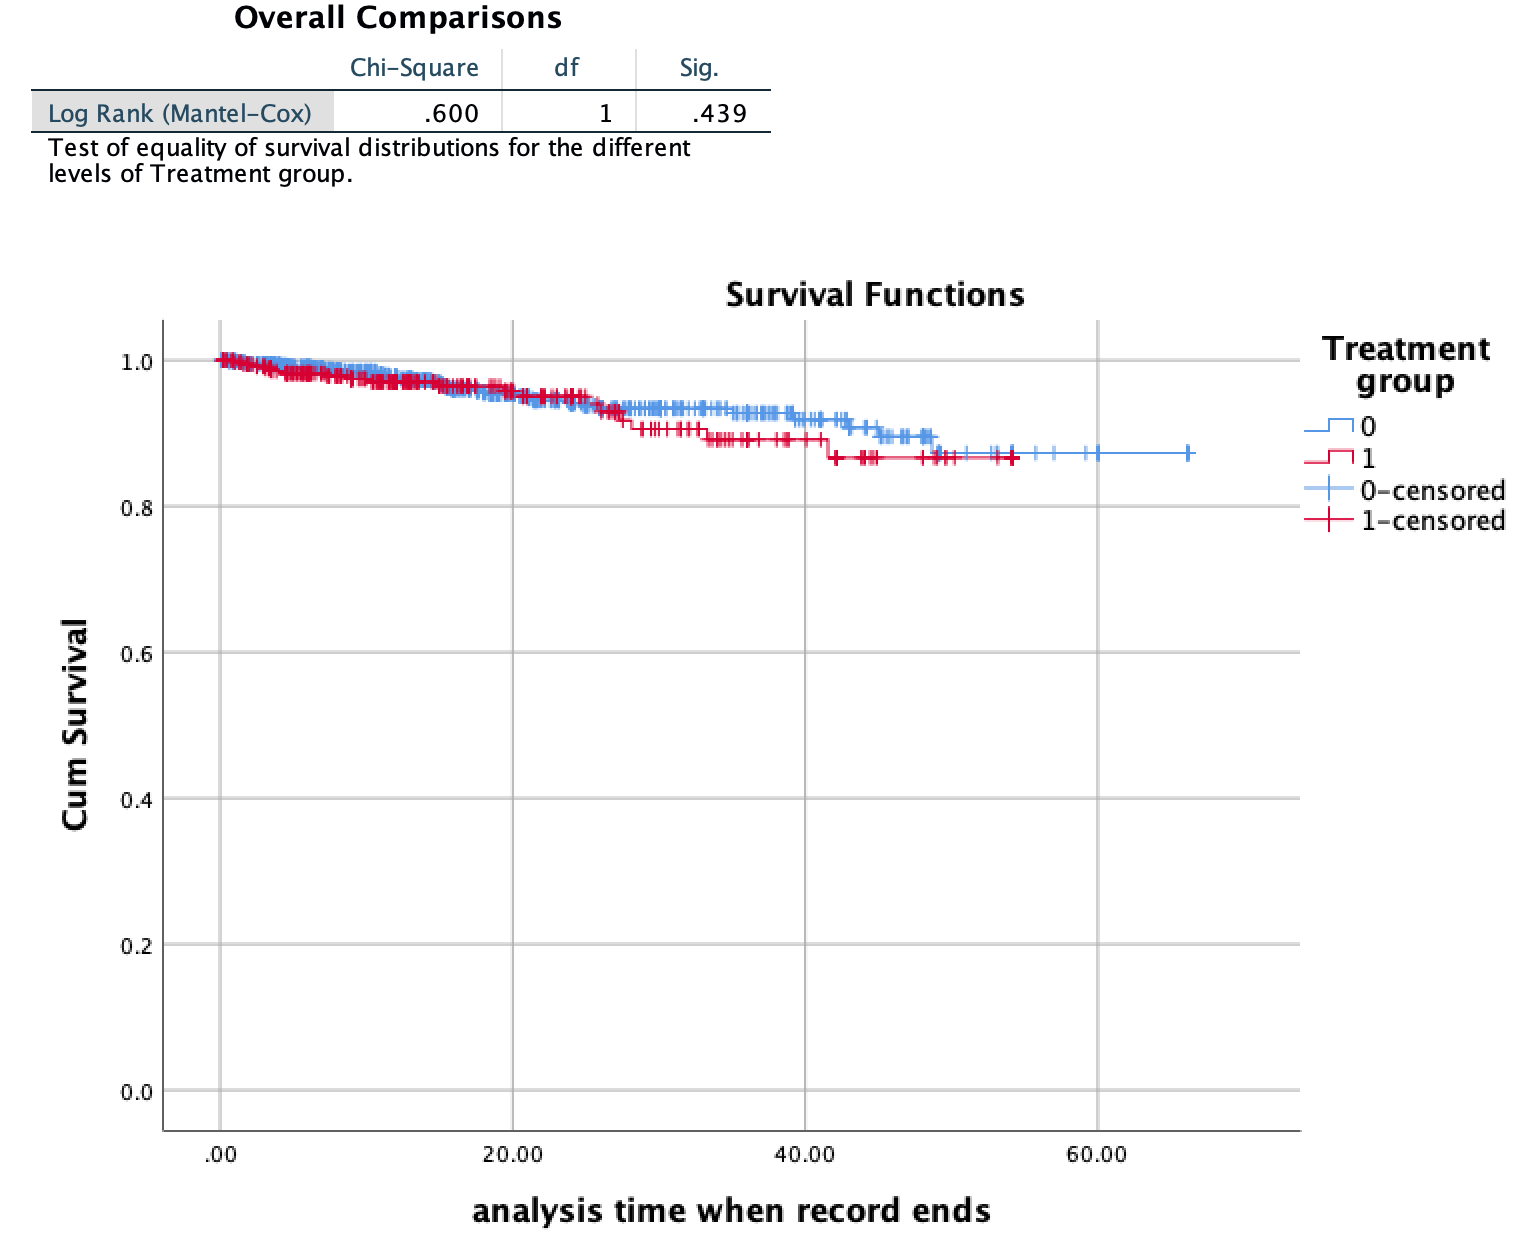 Overall Comparisons
Chi-Square df Sig.
Log Rank (Mantel-Cox) .600 1 .439
Test of equality of survival distributions for the different
levels of Treatment group.
Survival Functions
Treatment
group
0
1
0-censored
1-censored
Cum Survival
1.0
0.8
0.6
0.4
0.2
0.0
.00 20.00 40.00 60.00
analysis time when record ends